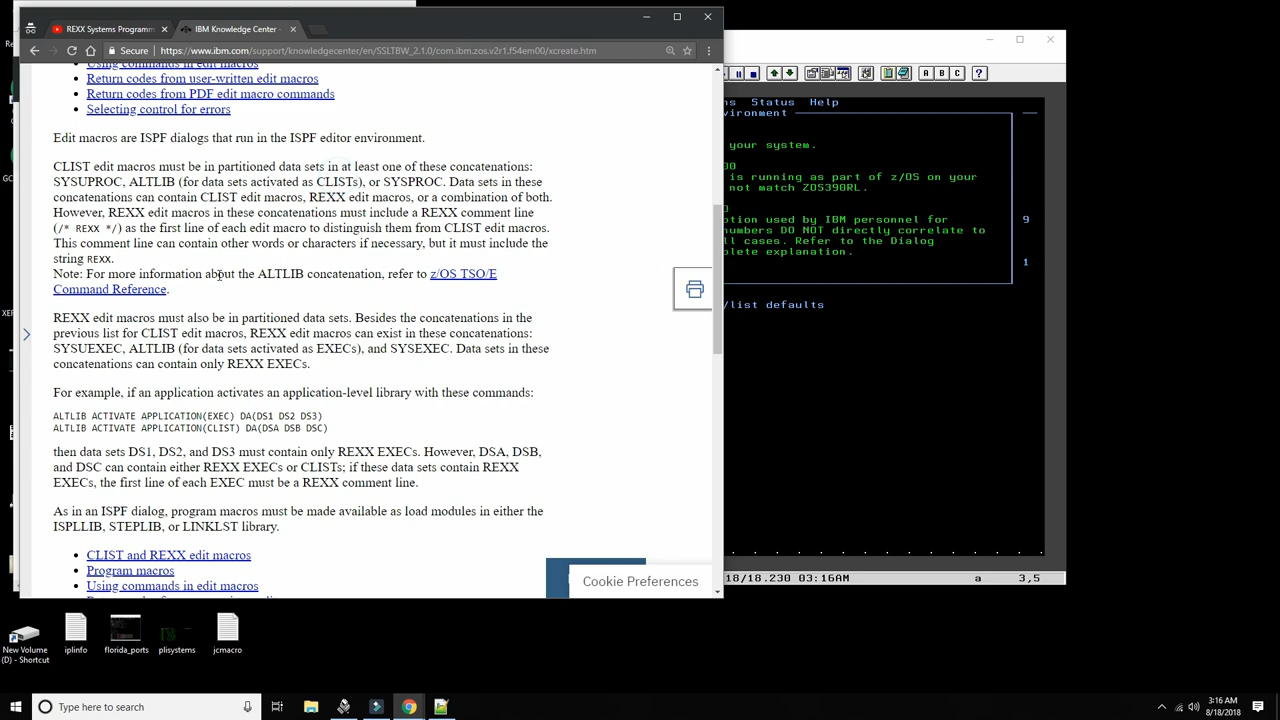 REXX Systems Programm
IBM Knowledge Center -
Secure
https://www.ibm.com/support/knowledgecenter/en/SSLTBW_2.1.0/com.ibm.zos.v2r1.f54em00/xcreate.htm
Using commands in edit macros
Return codes from user-written edit macros
Return codes from PDF edit macro commands
Selecting control for errors
Edit macros are ISPF dialogs that run in the ISPF editor environment.
CLIST edit macros must be in partitioned data sets in at least one of these concatenations:
SYSUPROC, ALTLIB (for data sets activated as CLISTs), or SYSPROC. Data sets in these
concatenations can contain CLIST edit macros, REXX edit macros, or a combination of both.
However, REXX edit macros in these concatenations must include a REXX comment line
(/* REXX */) as the first line of each edit macro to distinguish them from CLIST edit macros.
This comment line can contain other words or characters if necessary, but it must include the
string REXX.
Note: For more information about the ALTLIB concatenation, refer to z/OS TSO/E
Command Reference.
REXX edit macros must also be in partitioned data sets. Besides the concatenations in the
previous list for CLIST edit macros, REXX edit macros can exist in these concatenations:
SYSUEXEC, ALTLIB (for data sets activated as EXECs), and SYSEXEC. Data sets in these
concatenations can contain only REXX EXECs.
For example, if an application activates an application-level library with these commands:
ALTLIB ACTIVATE APPLICATION(EXEC) DA(DS1 DS2 DS3)
ALTLIB ACTIVATE APPLICATION(CLIST) DA(DSA DSB DSC)
then data sets DS1, DS2, and DS3 must contain only REXX EXECs. However, DSA, DSB,
and DSC can contain either REXX EXECs or CLISTs; if these data sets contain REXX
EXECs, the first line of each EXEC must be a REXX comment line.
As in an ISPF dialog, program macros must be made available as load modules in either the
ISPLLIB, STEPLIB, or LINKLST library.
CLIST and REXX edit macros
Program macros
Using commands in edit macros
Cookie Preferences
A B C ?
ns Status Help
vironment
your system.
00
is running as part of z/OS on your
not match ZOS390RL.
D
ption used by IBM personnel for
numbers DO NOT directly correlate to
ll cases. Refer to the Dialog
plete explanation.
9
1
/list defaults
18/18.230 03:16AM a 3,5
New Volume
(D) - Shortcut
iplinfo
florida_ports
plisystems
jcmacro
Type here to search
3:16 AM
8/18/2018